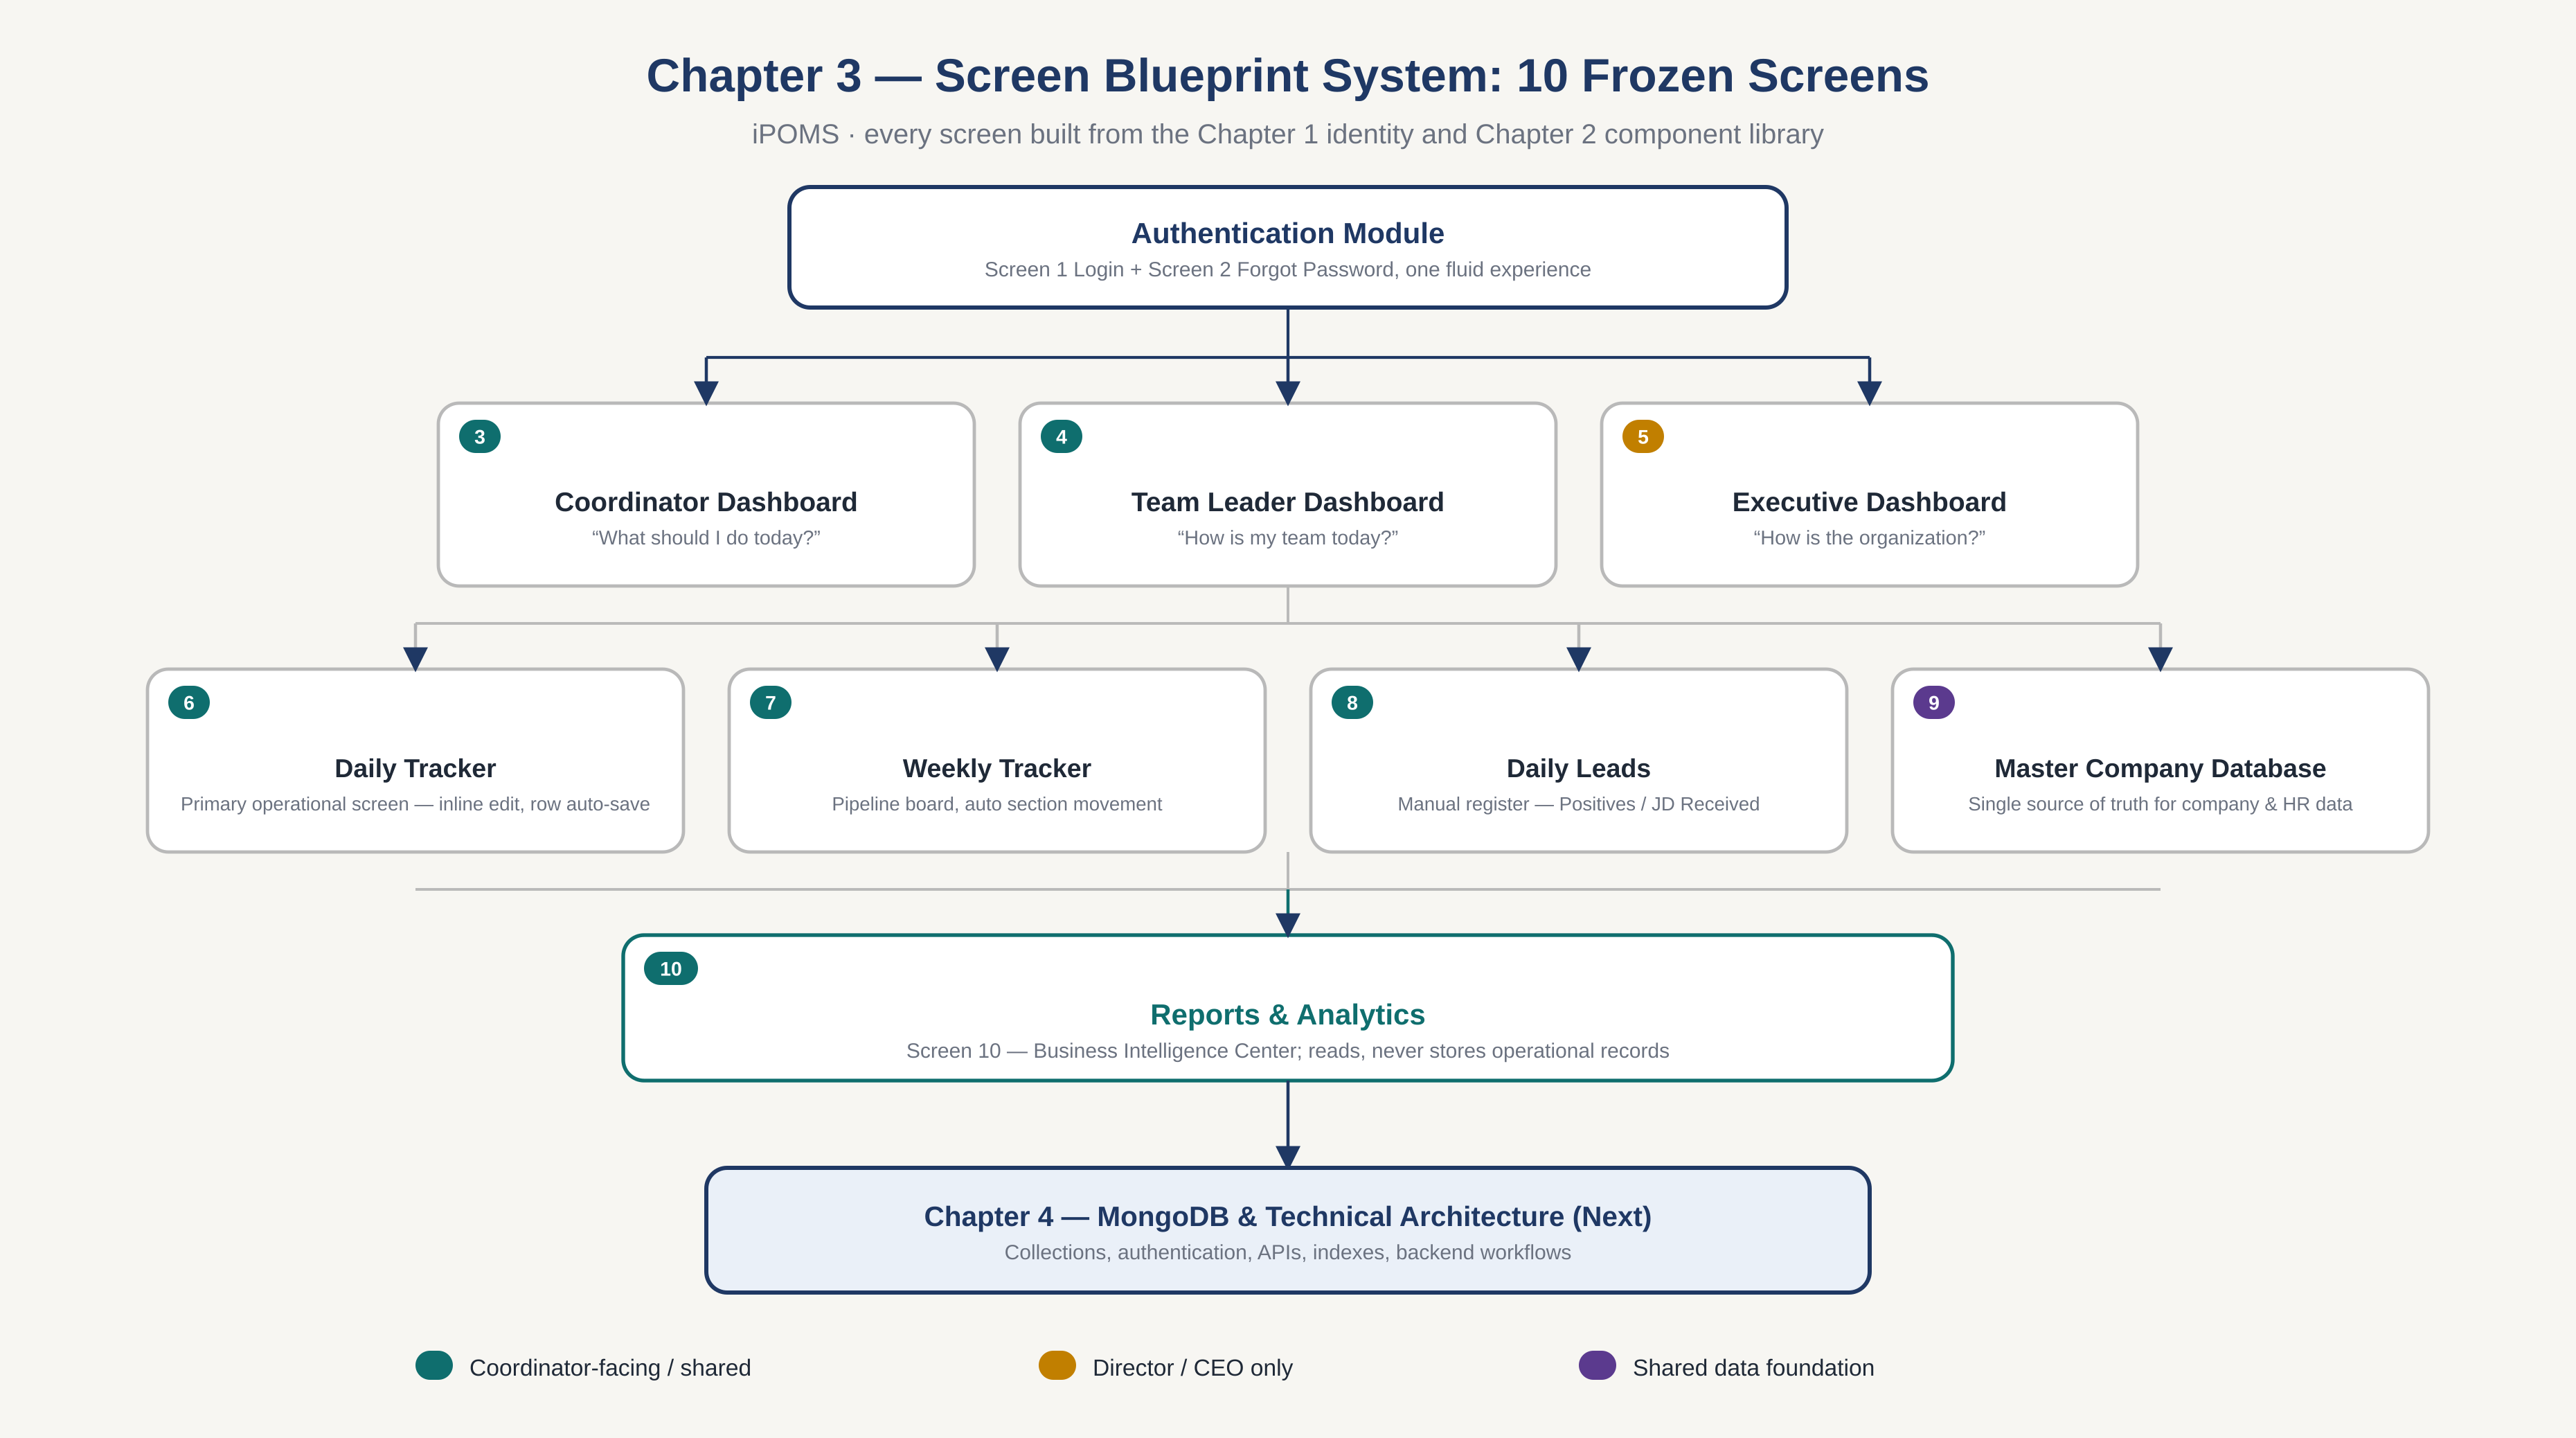 Chapter 3 — Screen Blueprint System: 10 Frozen Screens
iPOMS · every screen built from the Chapter 1 identity and Chapter 2 component library
Authentication Module
Screen 1 Login + Screen 2 Forgot Password, one fluid experience
3
Coordinator Dashboard
“What should I do today?”
4
Team Leader Dashboard
“How is my team today?”
5
Executive Dashboard
“How is the organization?”
6
Daily Tracker
Primary operational screen — inline edit, row auto-save
7
Weekly Tracker
Pipeline board, auto section movement
8
Daily Leads
Manual register — Positives / JD Received
9
Master Company Database
Single source of truth for company & HR data
10
Reports & Analytics
Screen 10 — Business Intelligence Center; reads, never stores operational records
Chapter 4 — MongoDB & Technical Architecture (Next)
Collections, authentication, APIs, indexes, backend workflows
Coordinator-facing / shared
Director / CEO only
Shared data foundation